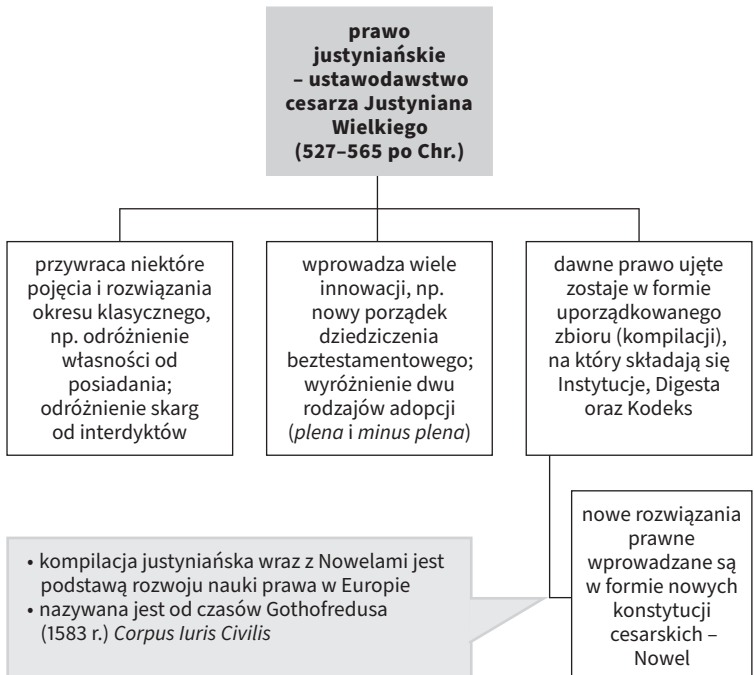 prawo
justyniańskie
– ustawodawstwo
cesarza Justyniana
Wielkiego
(527–565 po Chr.)
przywraca niektóre
pojęcia i rozwiązania
okresu klasycznego,
np. odróżnienie
własności od
posiadania;
odróżnienie skarg
od interdyktów
wprowadza wiele
innowacji, np.
nowy porządek
dziedziczenia
beztestamentowego;
wyróżnienie dwu
rodzajów adopcji
(plena i minus plena)
dawne prawo ujęte
zostaje w formie
uporządkowanego
zbioru (kompilacji),
na który składają się
Instytucje, Digesta
oraz Kodeks
nowe rozwiązania
prawne
wprowadzane są
w formie nowych
konstytucji
cesarskich –
Nowel
• kompilacja justyniańska wraz z Nowelami jest
podstawą rozwoju nauki prawa w Europie
• nazywana jest od czasów Gothofredusa
(1583 r.) Corpus Iuris Civilis